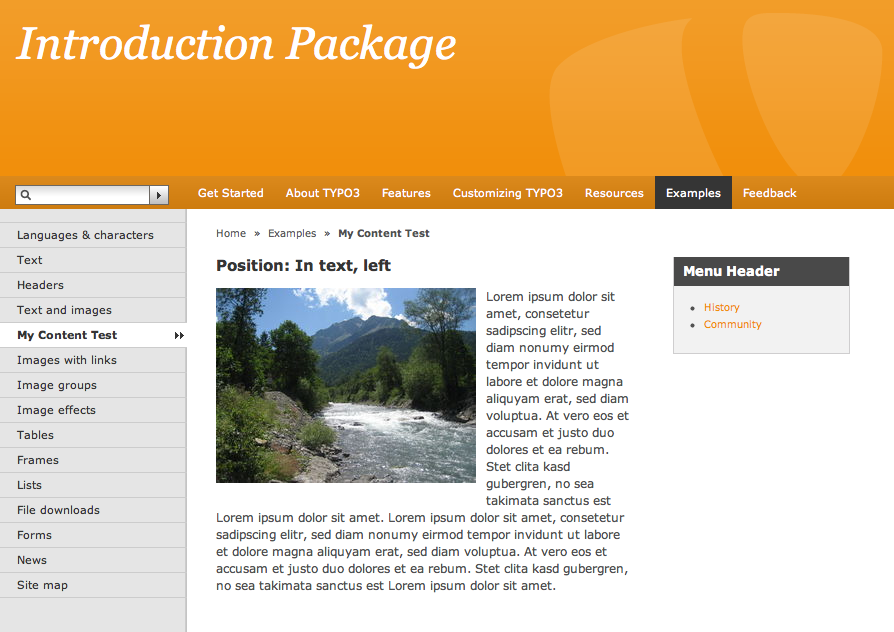 Introduction Package
Get Started About TYPO3 Features Customizing TYPO3 Resources Examples Feedback
Languages & characters
Text
Headers
Text and images
My Content Test
Images with links
Image groups
Image effects
Tables
Frames
Lists
File downloads
Forms
News
Site map
Home » Examples » My Content Test
Position: In text, left
Lorem ipsum dolor sit
amet, consetetur
sadipscing elitr, sed
diam nonumy eirmod
tempor invidunt ut
labore et dolore magna
aliquyam erat, sed diam
voluptua. At vero eos et
accusam et justo duo
dolores et ea rebum.
Stet clita kasd
gubergren, no sea
takimata sanctus est
Lorem ipsum dolor sit amet. Lorem ipsum dolor sit amet, consetetur
sadipscing elitr, sed diam nonumy eirmod tempor invidunt ut labore
et dolore magna aliquyam erat, sed diam voluptua. At vero eos et
accusam et justo duo dolores et ea rebum. Stet clita kasd gubergren,
no sea takimata sanctus est Lorem ipsum dolor sit amet.
Menu Header
History
Community